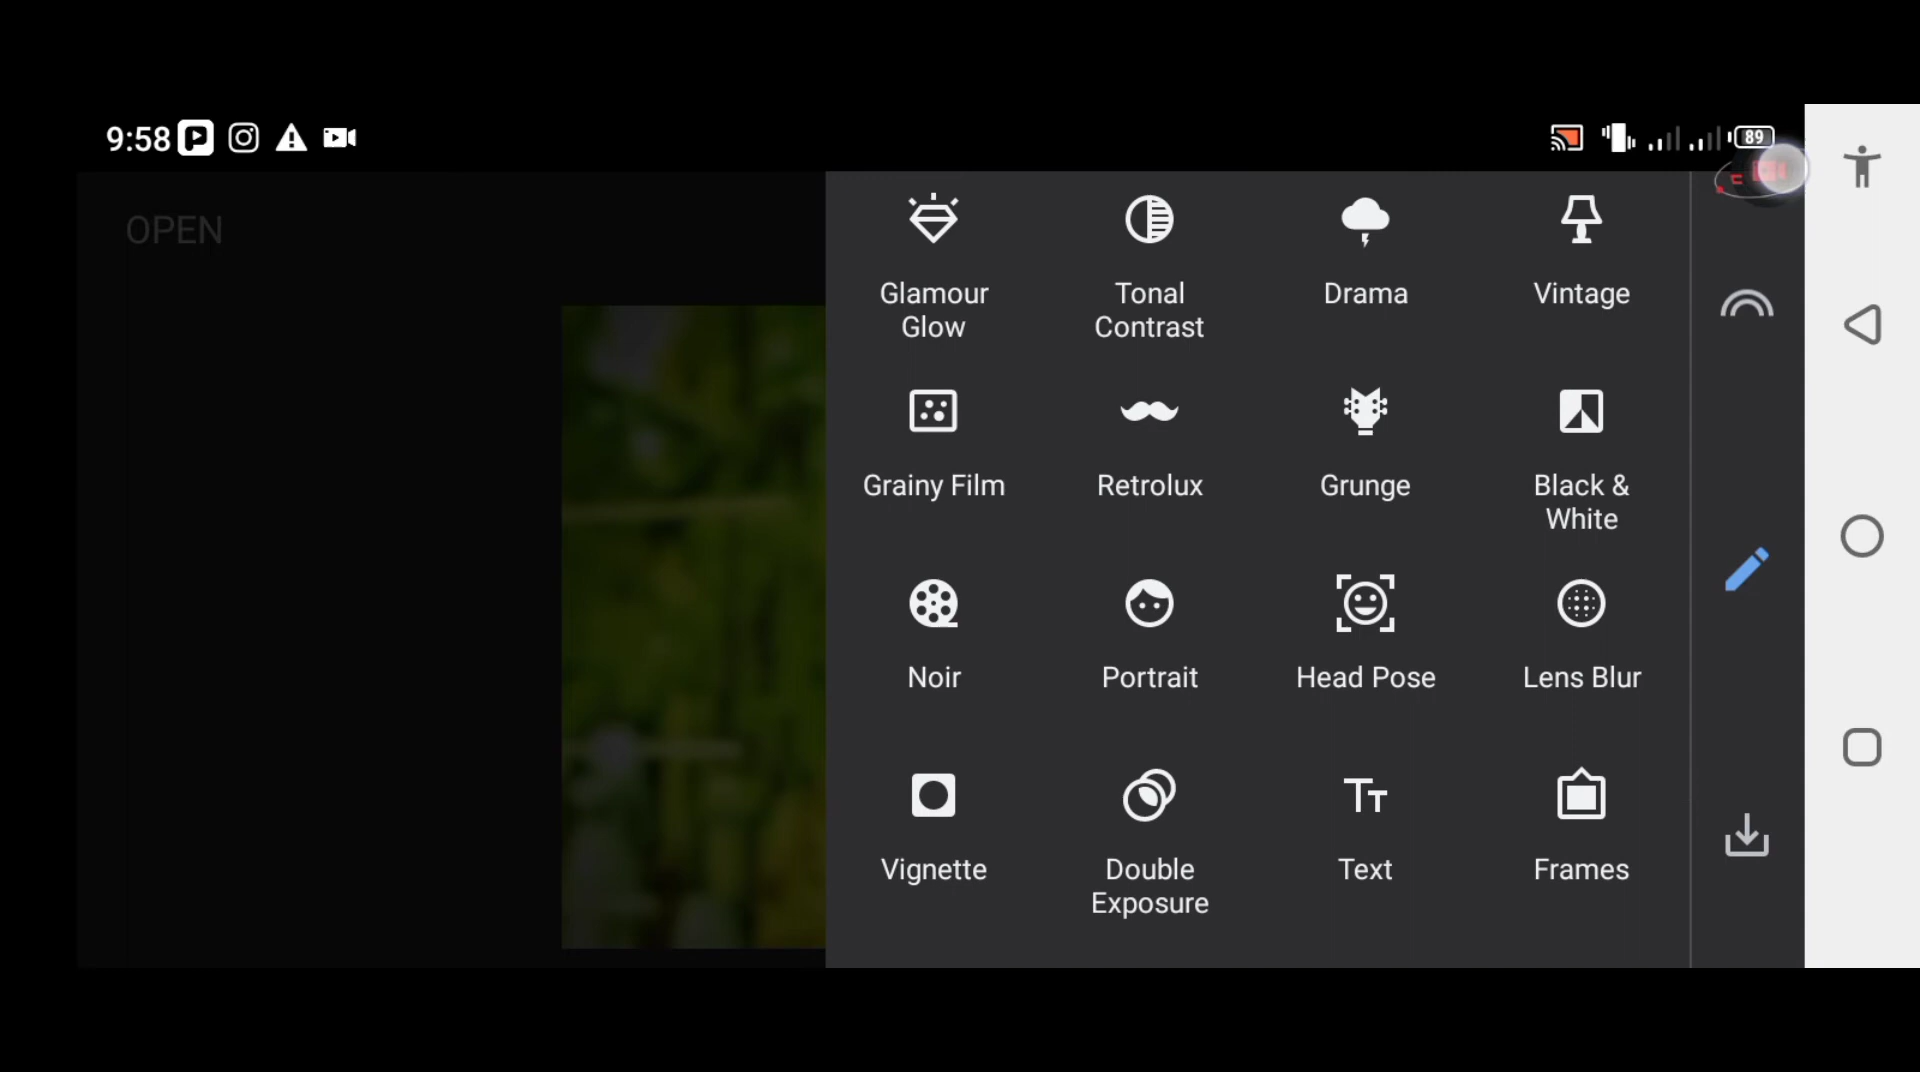 9:58
89
OPEN
Glamour Glow
Tonal Contrast
Drama
Vintage
Grainy Film
Retrolux
Grunge
Black & White
Noir
Portrait
Head Pose
Lens Blur
Vignette
Double Exposure
Text
Frames